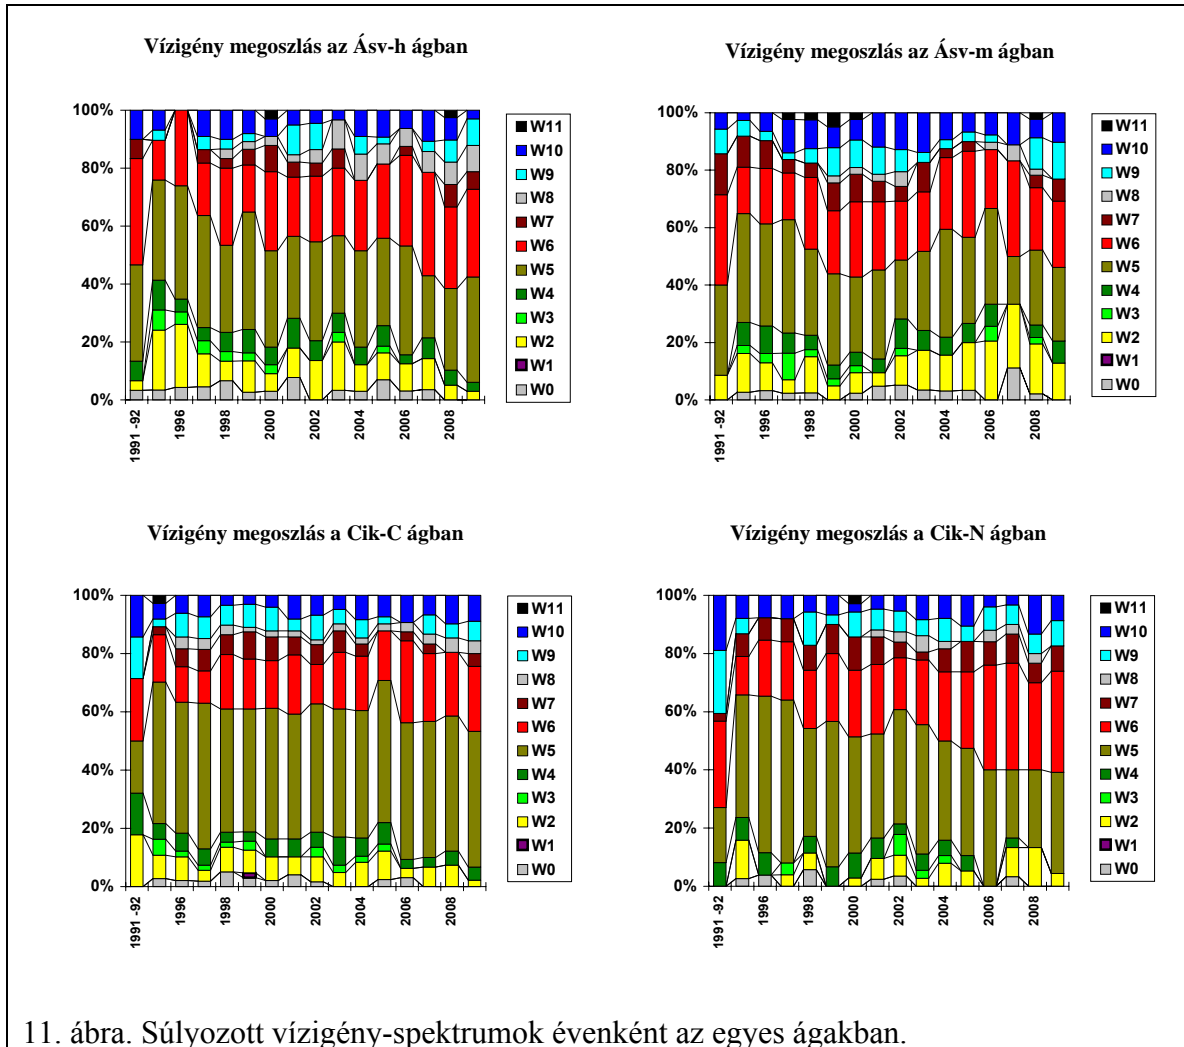 Vízigény megoszlás az Ásv-h ágban
100%
80%
60%
40%
20%
0%
1991 -92
1996
1998
2000
2002
2004
2006
2008
W11
W10
W9
W8
W7
W6
W5
W4
W3
W2
W1
W0
Vízigény megoszlás az Ásv-m ágban
100%
80%
60%
40%
20%
0%
1991 -92
1996
1998
2000
2002
2004
2006
2008
W11
W10
W9
W8
W7
W6
W5
W4
W3
W2
W1
W0
Vízigény megoszlás a Cik-C ágban
100%
80%
60%
40%
20%
0%
1991 -92
1996
1998
2000
2002
2004
2006
2008
W11
W10
W9
W8
W7
W6
W5
W4
W3
W2
W1
W0
Vízigény megoszlás a Cik-N ágban
100%
80%
60%
40%
20%
0%
1991 -92
1996
1998
2000
2002
2004
2006
2008
W11
W10
W9
W8
W7
W6
W5
W4
W3
W2
W1
W0
11. ábra. Súlyozott vízigény-spektrumok évenként az egyes ágakban.